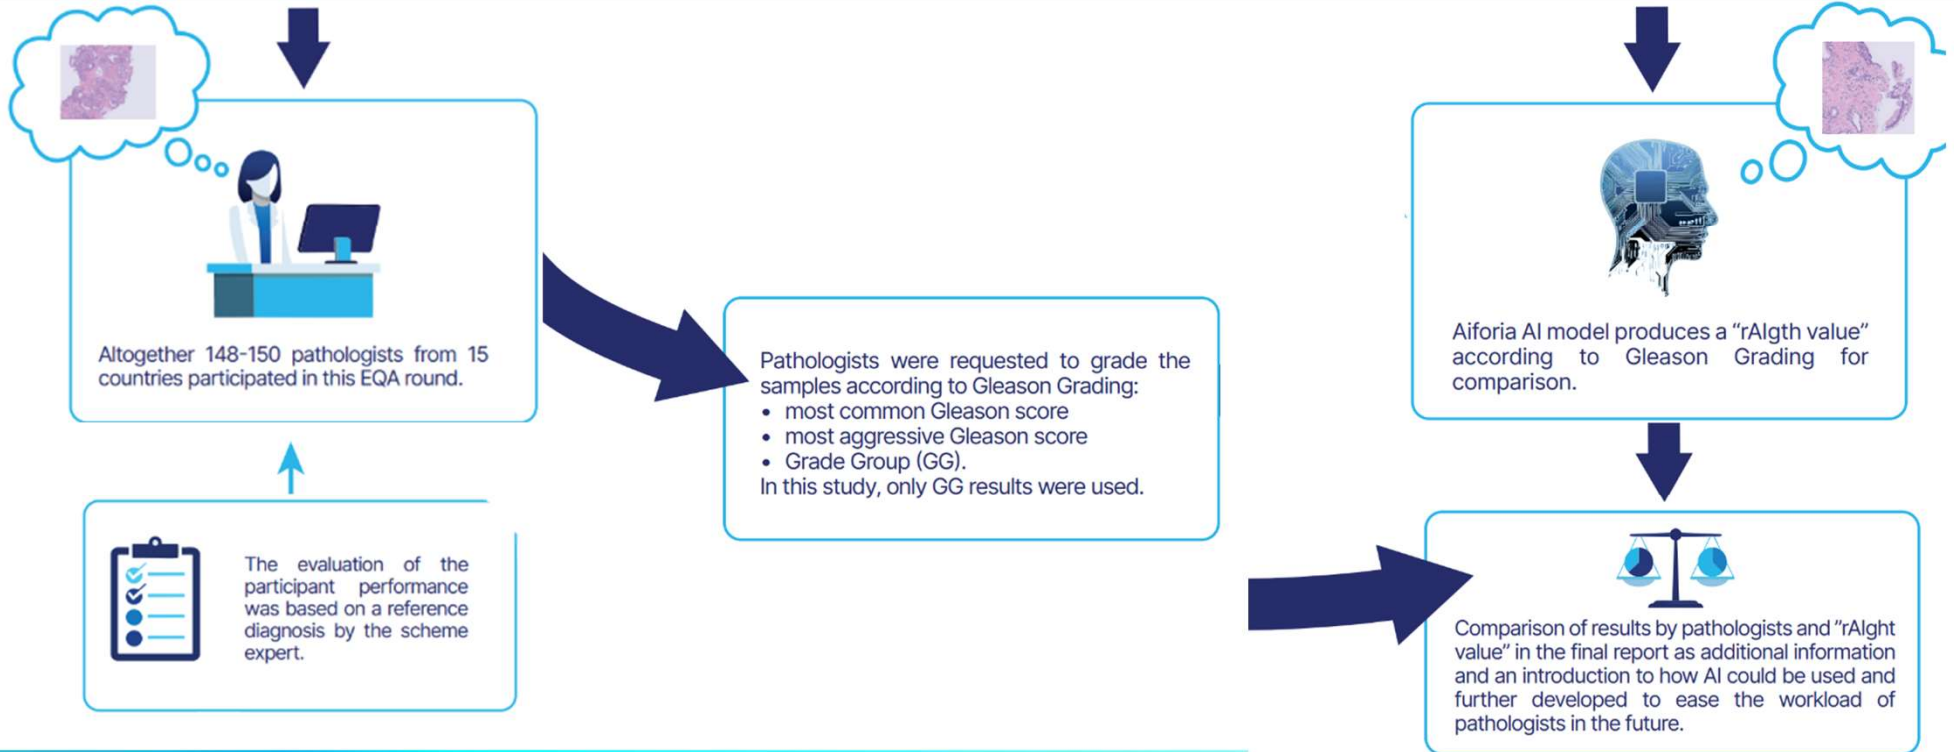 Altogether 148-150 pathologists from 15
countries participated in this EQA round.
The evaluation of the
participant performance
was based on a reference
diagnosis by the scheme
expert.
Pathologists were requested to grade the
samples according to Gleason Grading:
• most common Gleason score
• most aggressive Gleason score
• Grade Group (GG).
In this study, only GG results were used.
Aiforia AI model produces a “rAIgth value”
according to Gleason Grading for
comparison.
Comparison of results by pathologists and “rAIght
value” in the final report as additional information
and an introduction to how AI could be used and
further developed to ease the workload of
pathologists in the future.